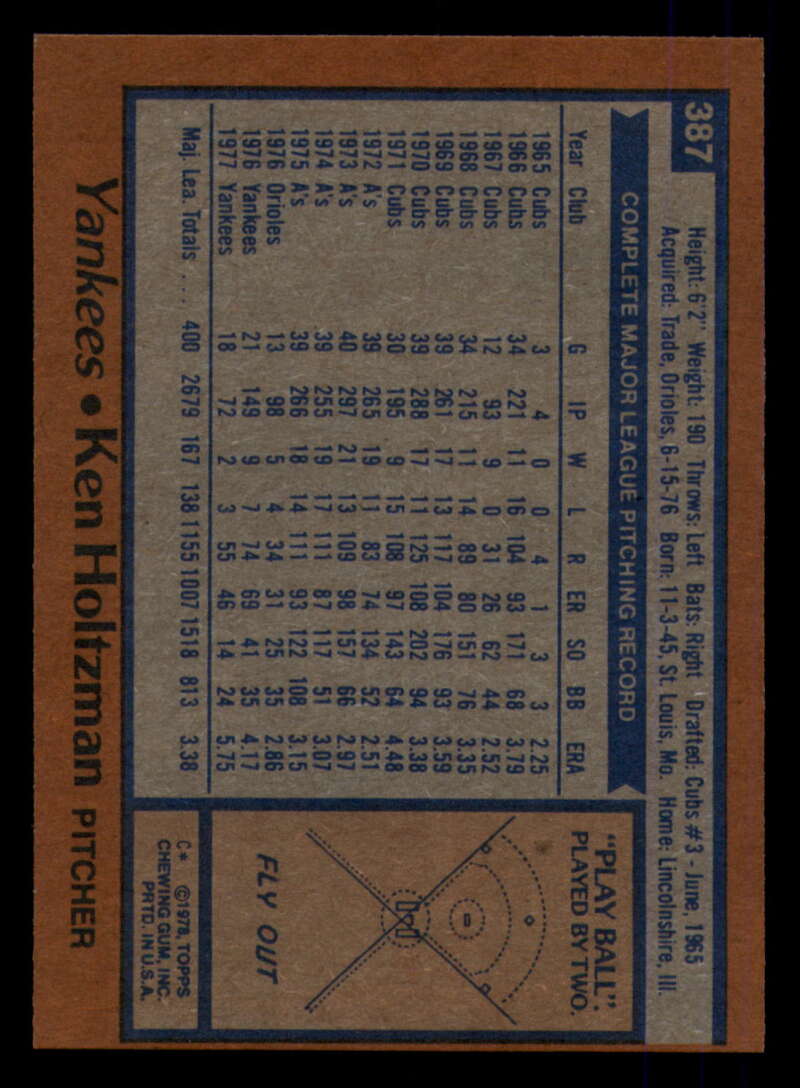 387
Height: 6'2" Weight: 190 Throws: Left Bats: Right Drafted: Cubs #3 - June, 1965
Acquired: Trade, Orioles, 6-15-76 Born: 11-3-45, St. Louis, Mo. Home: Lincolnshire, Ill.
COMPLETE MAJOR LEAGUE PITCHING RECORD
Year Club G IP W L R ER SO BB ERA
1965 Cubs 3 4 0 0 4 1 3 3 2.25
1966 Cubs 34 221 11 16 104 93 171 68 3.79
1967 Cubs 12 93 9 0 31 26 62 44 2.52
1968 Cubs 34 215 11 14 89 80 151 76 3.35
1969 Cubs 39 261 17 13 117 104 176 93 3.59
1970 Cubs 39 288 17 11 125 108 202 94 3.38
1971 Cubs 30 195 9 15 108 97 143 64 4.48
1972 A's 39 265 19 11 83 74 134 52 2.51
1973 A's 40 297 21 13 109 98 157 66 2.97
1974 A's 39 255 19 17 111 87 117 51 3.07
1975 A's 39 266 18 14 111 93 122 108 3.15
1976 Orioles 13 98 5 4 34 31 25 35 2.86
1976 Yankees 21 149 9 7 74 69 41 35 4.17
1977 Yankees 18 72 2 3 55 46 14 24 5.75
Maj. Lea. Totals .... 400 2679 167 138 1155 1007 1518 813 3.38
"PLAY BALL".
PLAYED BY TWO.
FLY OUT
C* ©1978, TOPPS
CHEWING GUM, INC.
PRTD. IN U.S.A.
Yankees • Ken Holtzman PITCHER